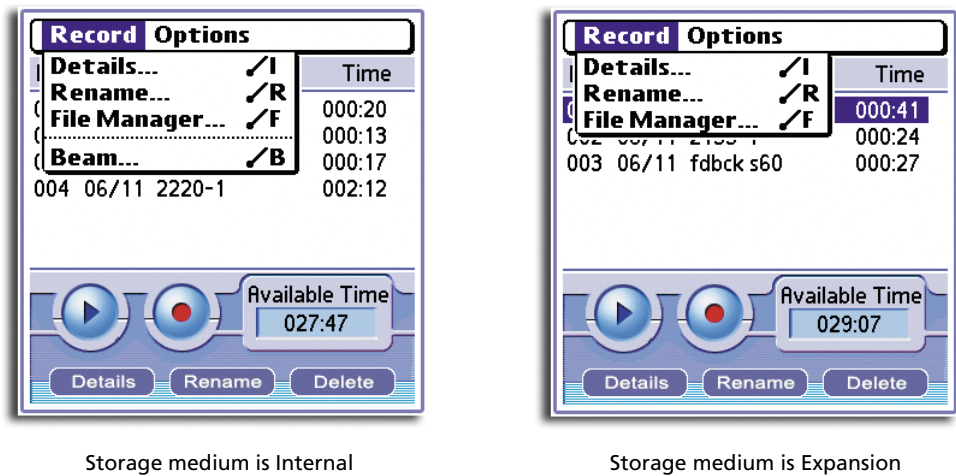 Record Options
Details... /I
Rename... /R
File Manager... /F
Beam... /B
Time
000:20
000:13
000:17
004 06/11 2220-1 002:12
Available Time
027:47
Details Rename Delete
Storage medium is Internal
Record Options
Details... /I
Rename... /R
File Manager... /F
Time
000:41
000:24
003 06/11 fdbck s60 000:27
Available Time
029:07
Details Rename Delete
Storage medium is Expansion